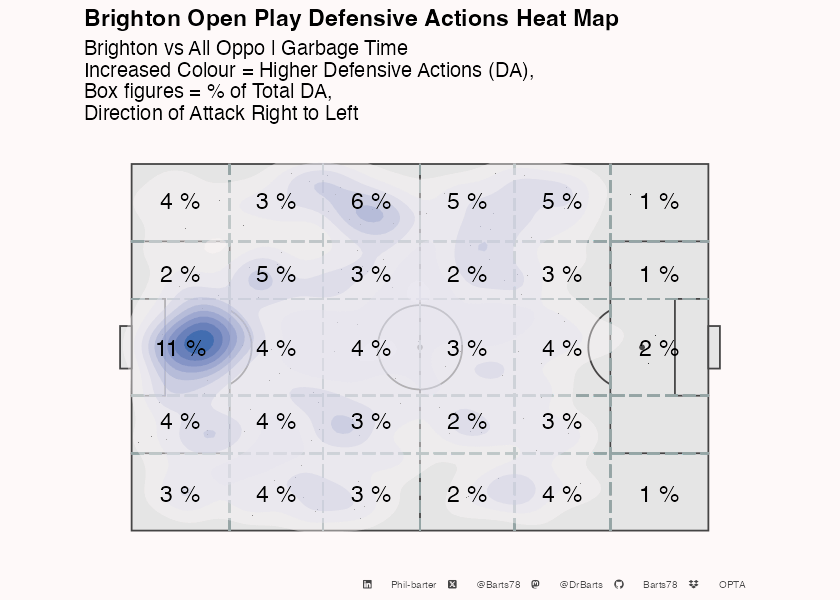 Brighton Open Play Defensive Actions Heat Map
Brighton vs All Oppo | Garbage Time
Increased Colour = Higher Defensive Actions (DA),
Box figures = % of Total DA,
Direction of Attack Right to Left
4 % 3 % 6 % 5 % 5 % 1 %
2 % 5 % 3 % 2 % 3 % 1 %
11 % 4 % 4 % 3 % 4 % 2 %
4 % 4 % 3 % 2 % 3 %
3 % 4 % 3 % 2 % 4 % 1 %
Phil-barter @Barts78 @DrBarts Barts78 OPTA